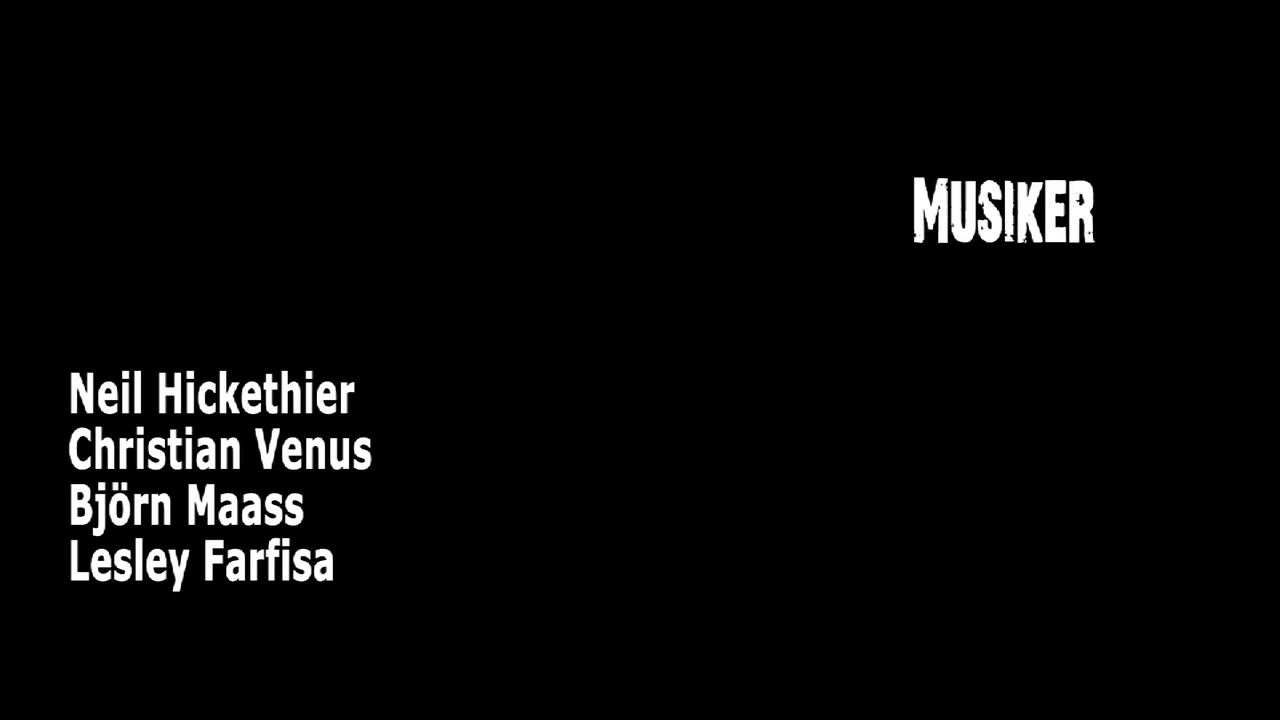 MUSIKER
Neil Hickethier
Christian Venus
Björn Maass
Lesley Farfisa